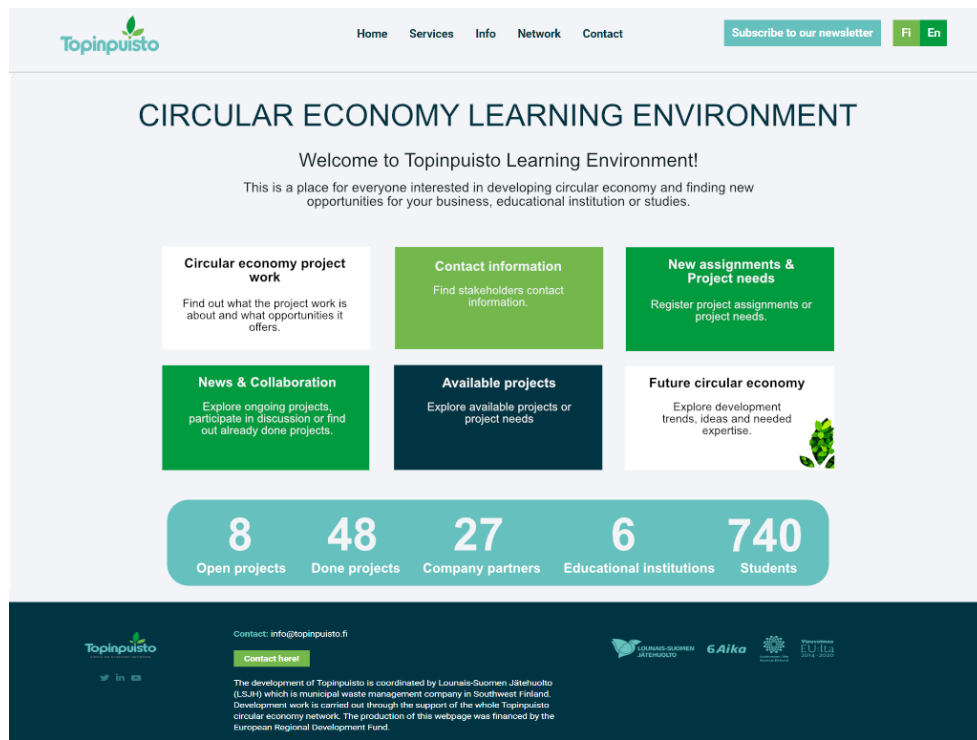 Topinpuisto
Home Services Info Network Contact
Subscribe to our newsletter
Fi En
CIRCULAR ECONOMY LEARNING ENVIRONMENT
Welcome to Topinpuisto Learning Environment!
This is a place for everyone interested in developing circular economy and finding new
opportunities for your business, educational institution or studies.
Circular economy project
work
Find out what the project work is
about and what opportunities it
offers.
Contact information
Find stakeholders contact
information.
New assignments &
Project needs
Register project assignments or
project needs.
News & Collaboration
Explore ongoing projects,
participate in discussion or find
out already done projects.
Available projects
Explore available projects or
project needs
Future circular economy
Explore development
trends, ideas and needed
expertise.
8
Open projects
48
Done projects
27
Company partners
6
Educational institutions
740
Students
Topinpuisto
Contact: info@topinpuisto.fi
Contact here!
The development of Topinpuisto is coordinated by Lounais-Suomen Jätehuolto
(LSJH) which is municipal waste management company in Southwest Finland.
Development work is carried out through the support of the whole Topinpuisto
circular economy network. The production of this webpage was financed by the
European Regional Development Fund.
LOUNAIS-SUOMEN
JÄTEHUOLTO
6Aika
Vipuvoimaa
EU:lta
2014–2020